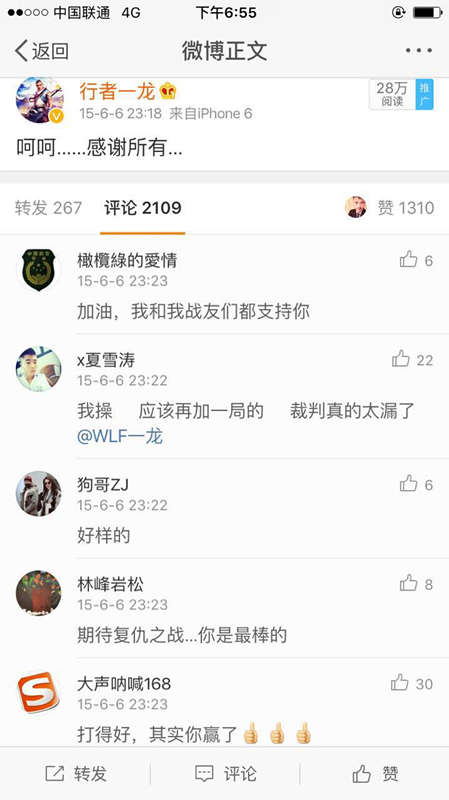 中国联通 4G 下午6:55
返回 微博正文
行者一龙
28万
阅读
推广
15-6-6 23:18 来自iPhone 6
呵呵……感谢所有...
转发 267 评论 2109 赞 1310
橄欖綠的愛情 6
15-6-6 23:23
加油，我和我战友们都支持你
x夏雪涛 22
15-6-6 23:22
我操 应该再加一局的 裁判真的太漏了
@WLF一龙
狗哥ZJ 6
15-6-6 23:22
好样的
林峰岩松 8
15-6-6 23:23
期待复仇之战...你是最棒的
大声呐喊168 30
15-6-6 23:23
打得好，其实你赢了👍👍👍
转发 评论 赞